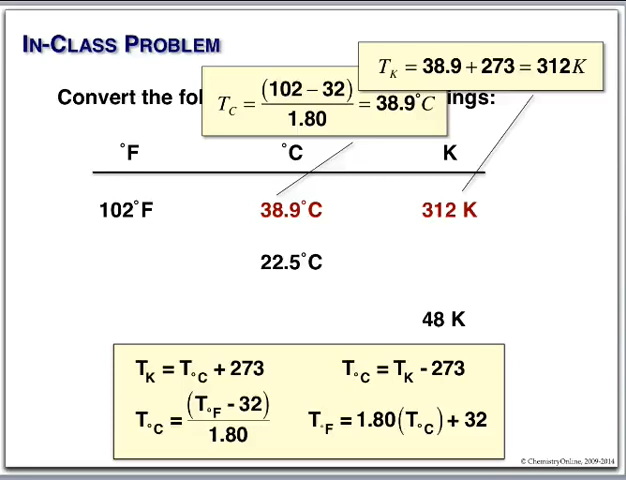 IN-CLASS PROBLEM
T_K = 38.9 + 273 = 312K
Convert the fol
T_C = (102 − 32) / 1.80 = 38.9°C
ngs:
°F °C K
102°F 38.9°C 312 K
22.5°C
48 K
T_K = T_°C + 273 T_°C = T_K - 273
T_°C = (T_°F - 32) / 1.80 T_°F = 1.80(T_°C) + 32
© ChemistryOnline, 2009-2014